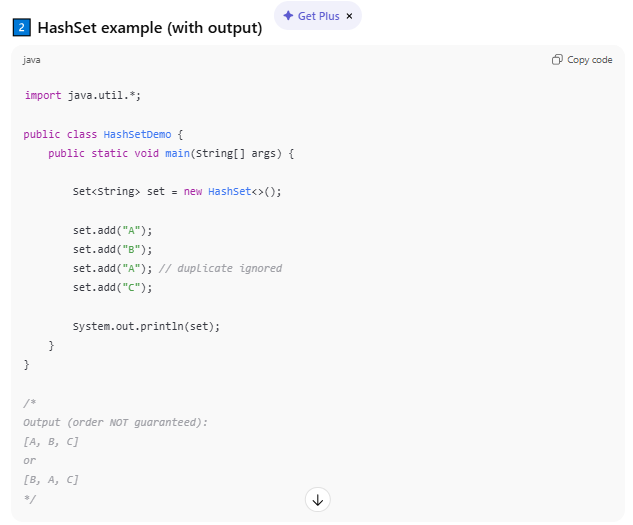 Get Plus ×
2 HashSet example (with output)
java
Copy code
import java.util.*;
public class HashSetDemo {
public static void main(String[] args) {
Set<String> set = new HashSet<>();
set.add("A");
set.add("B");
set.add("A"); // duplicate ignored
set.add("C");
System.out.println(set);
}
}
/*
Output (order NOT guaranteed):
[A, B, C]
or
[B, A, C]
*/